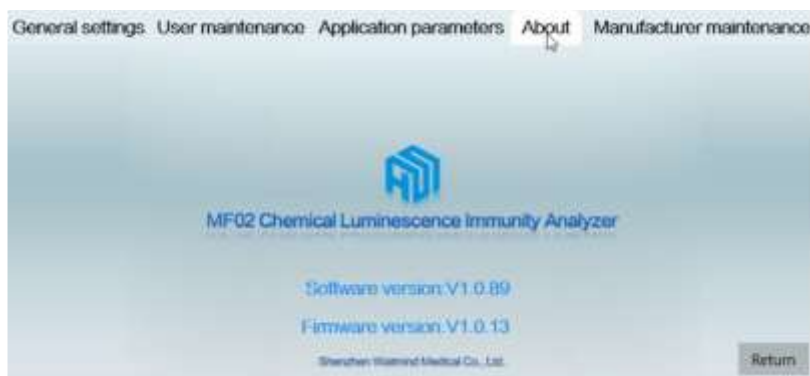 General settings User maintenance Application parameters About Manufacturer maintenance
MF02 Chemical Luminescence Immunity Analyzer
Software version:V1.0.89
Firmware version:V1.0.13
Shenzhen Medical Co., Ltd.
Return